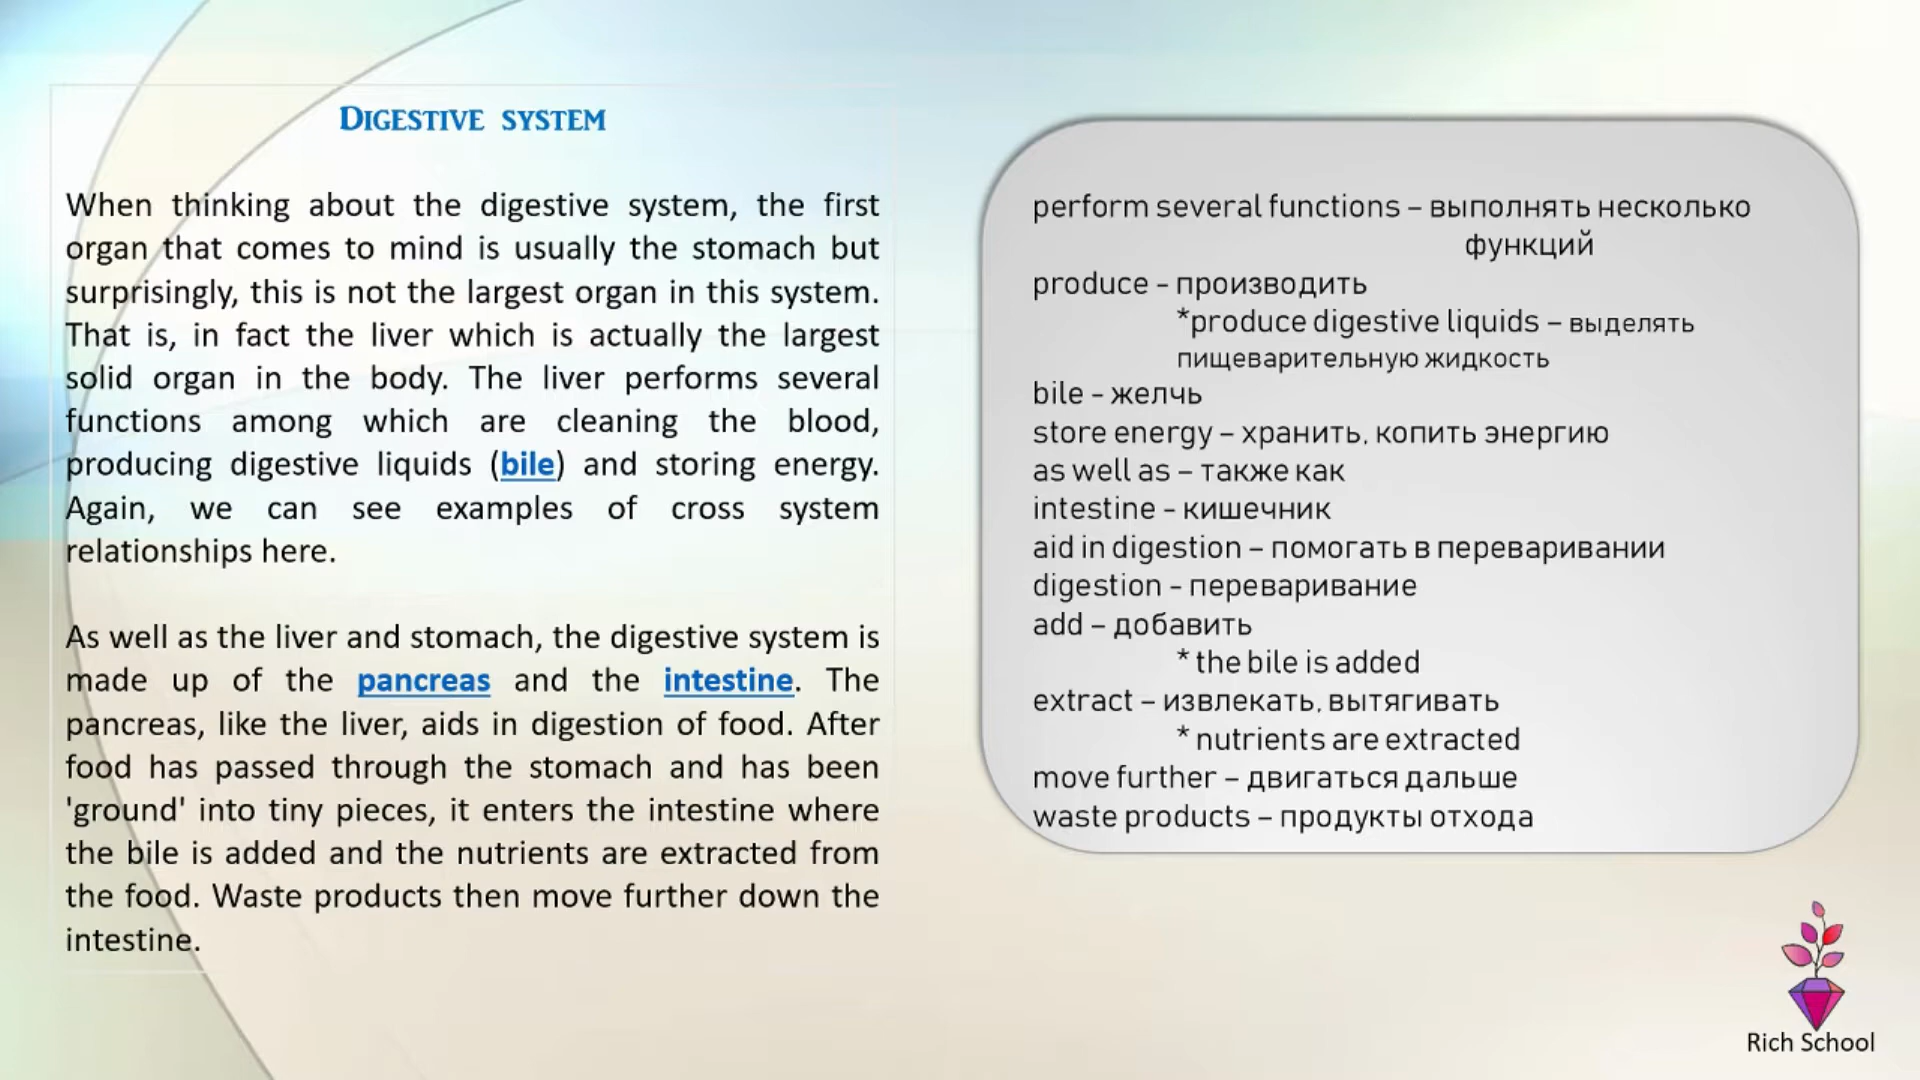 Digestive system
When thinking about the digestive system, the first
organ that comes to mind is usually the stomach but
surprisingly, this is not the largest organ in this system.
That is, in fact the liver which is actually the largest
solid organ in the body. The liver performs several
functions among which are cleaning the blood,
producing digestive liquids (bile) and storing energy.
Again, we can see examples of cross system
relationships here.
As well as the liver and stomach, the digestive system is
made up of the pancreas and the intestine. The
pancreas, like the liver, aids in digestion of food. After
food has passed through the stomach and has been
'ground' into tiny pieces, it enters the intestine where
the bile is added and the nutrients are extracted from
the food. Waste products then move further down the
intestine.
perform several functions – выполнять несколько
функций
produce - производить
*produce digestive liquids – выделять
пищеварительную жидкость
bile - желчь
store energy – хранить, копить энергию
as well as – также как
intestine - кишечник
aid in digestion – помогать в переваривании
digestion - переваривание
add – добавить
* the bile is added
extract – извлекать, вытягивать
* nutrients are extracted
move further – двигаться дальше
waste products – продукты отхода
Rich School